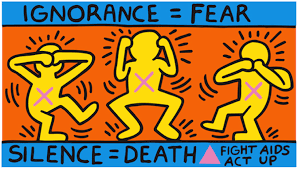 IGNORANCE = FEAR
SILENCE = DEATH
FIGHT AIDS
ACT UP